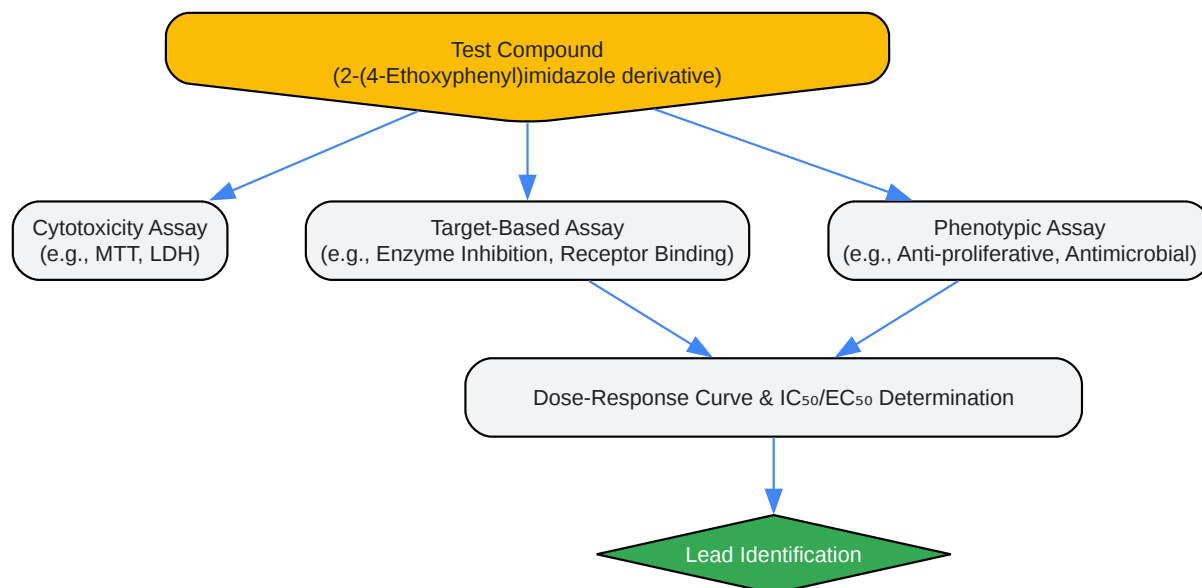 Test Compound
(2-(4-Ethoxyphenyl)imidazole derivative)
Cytotoxicity Assay
(e.g., MTT, LDH)
Target-Based Assay
(e.g., Enzyme Inhibition, Receptor Binding)
Phenotypic Assay
(e.g., Anti-proliferative, Antimicrobial)
Dose-Response Curve & IC₅₀/EC₅₀ Determination
Lead Identification